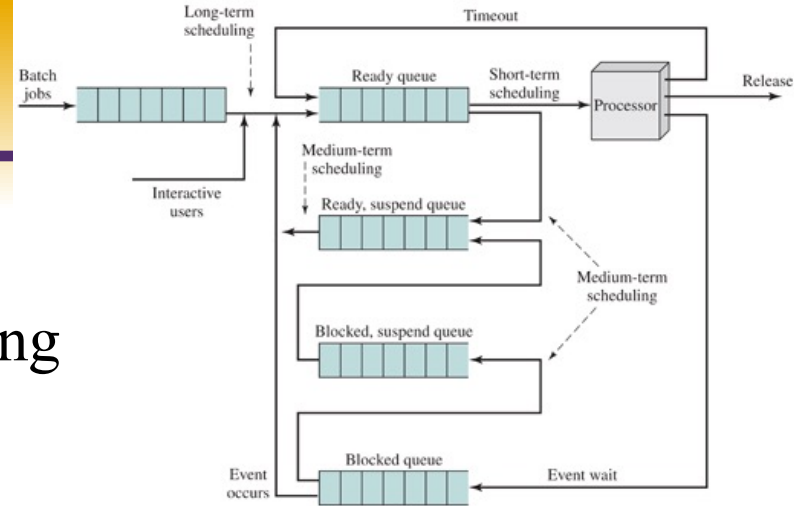 Long-term
scheduling
Timeout
Batch
jobs
Ready queue
Short-term
scheduling
Processor
Release
Medium-term
scheduling
Interactive
users
Ready, suspend queue
Medium-term
scheduling
ng
Blocked, suspend queue
Blocked queue
Event
occurs
Event wait